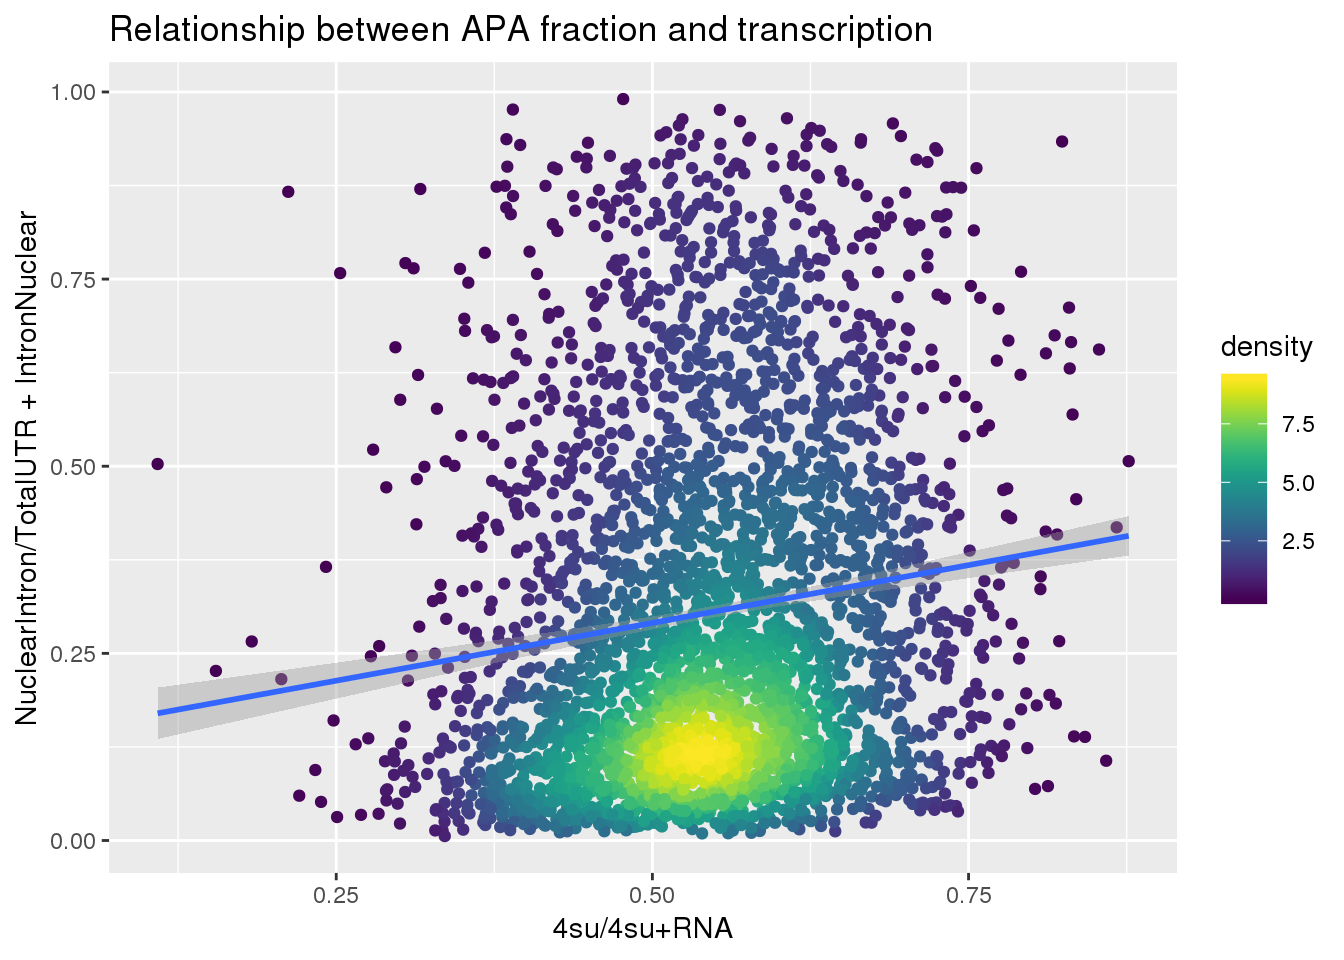 Relationship between APA fraction and transcription
NuclearIntron/TotalUTR + IntronNuclear
1.00
0.75
0.50
0.25
0.00
0.25
0.50
0.75
4su/4su+RNA
density
7.5
5.0
2.5